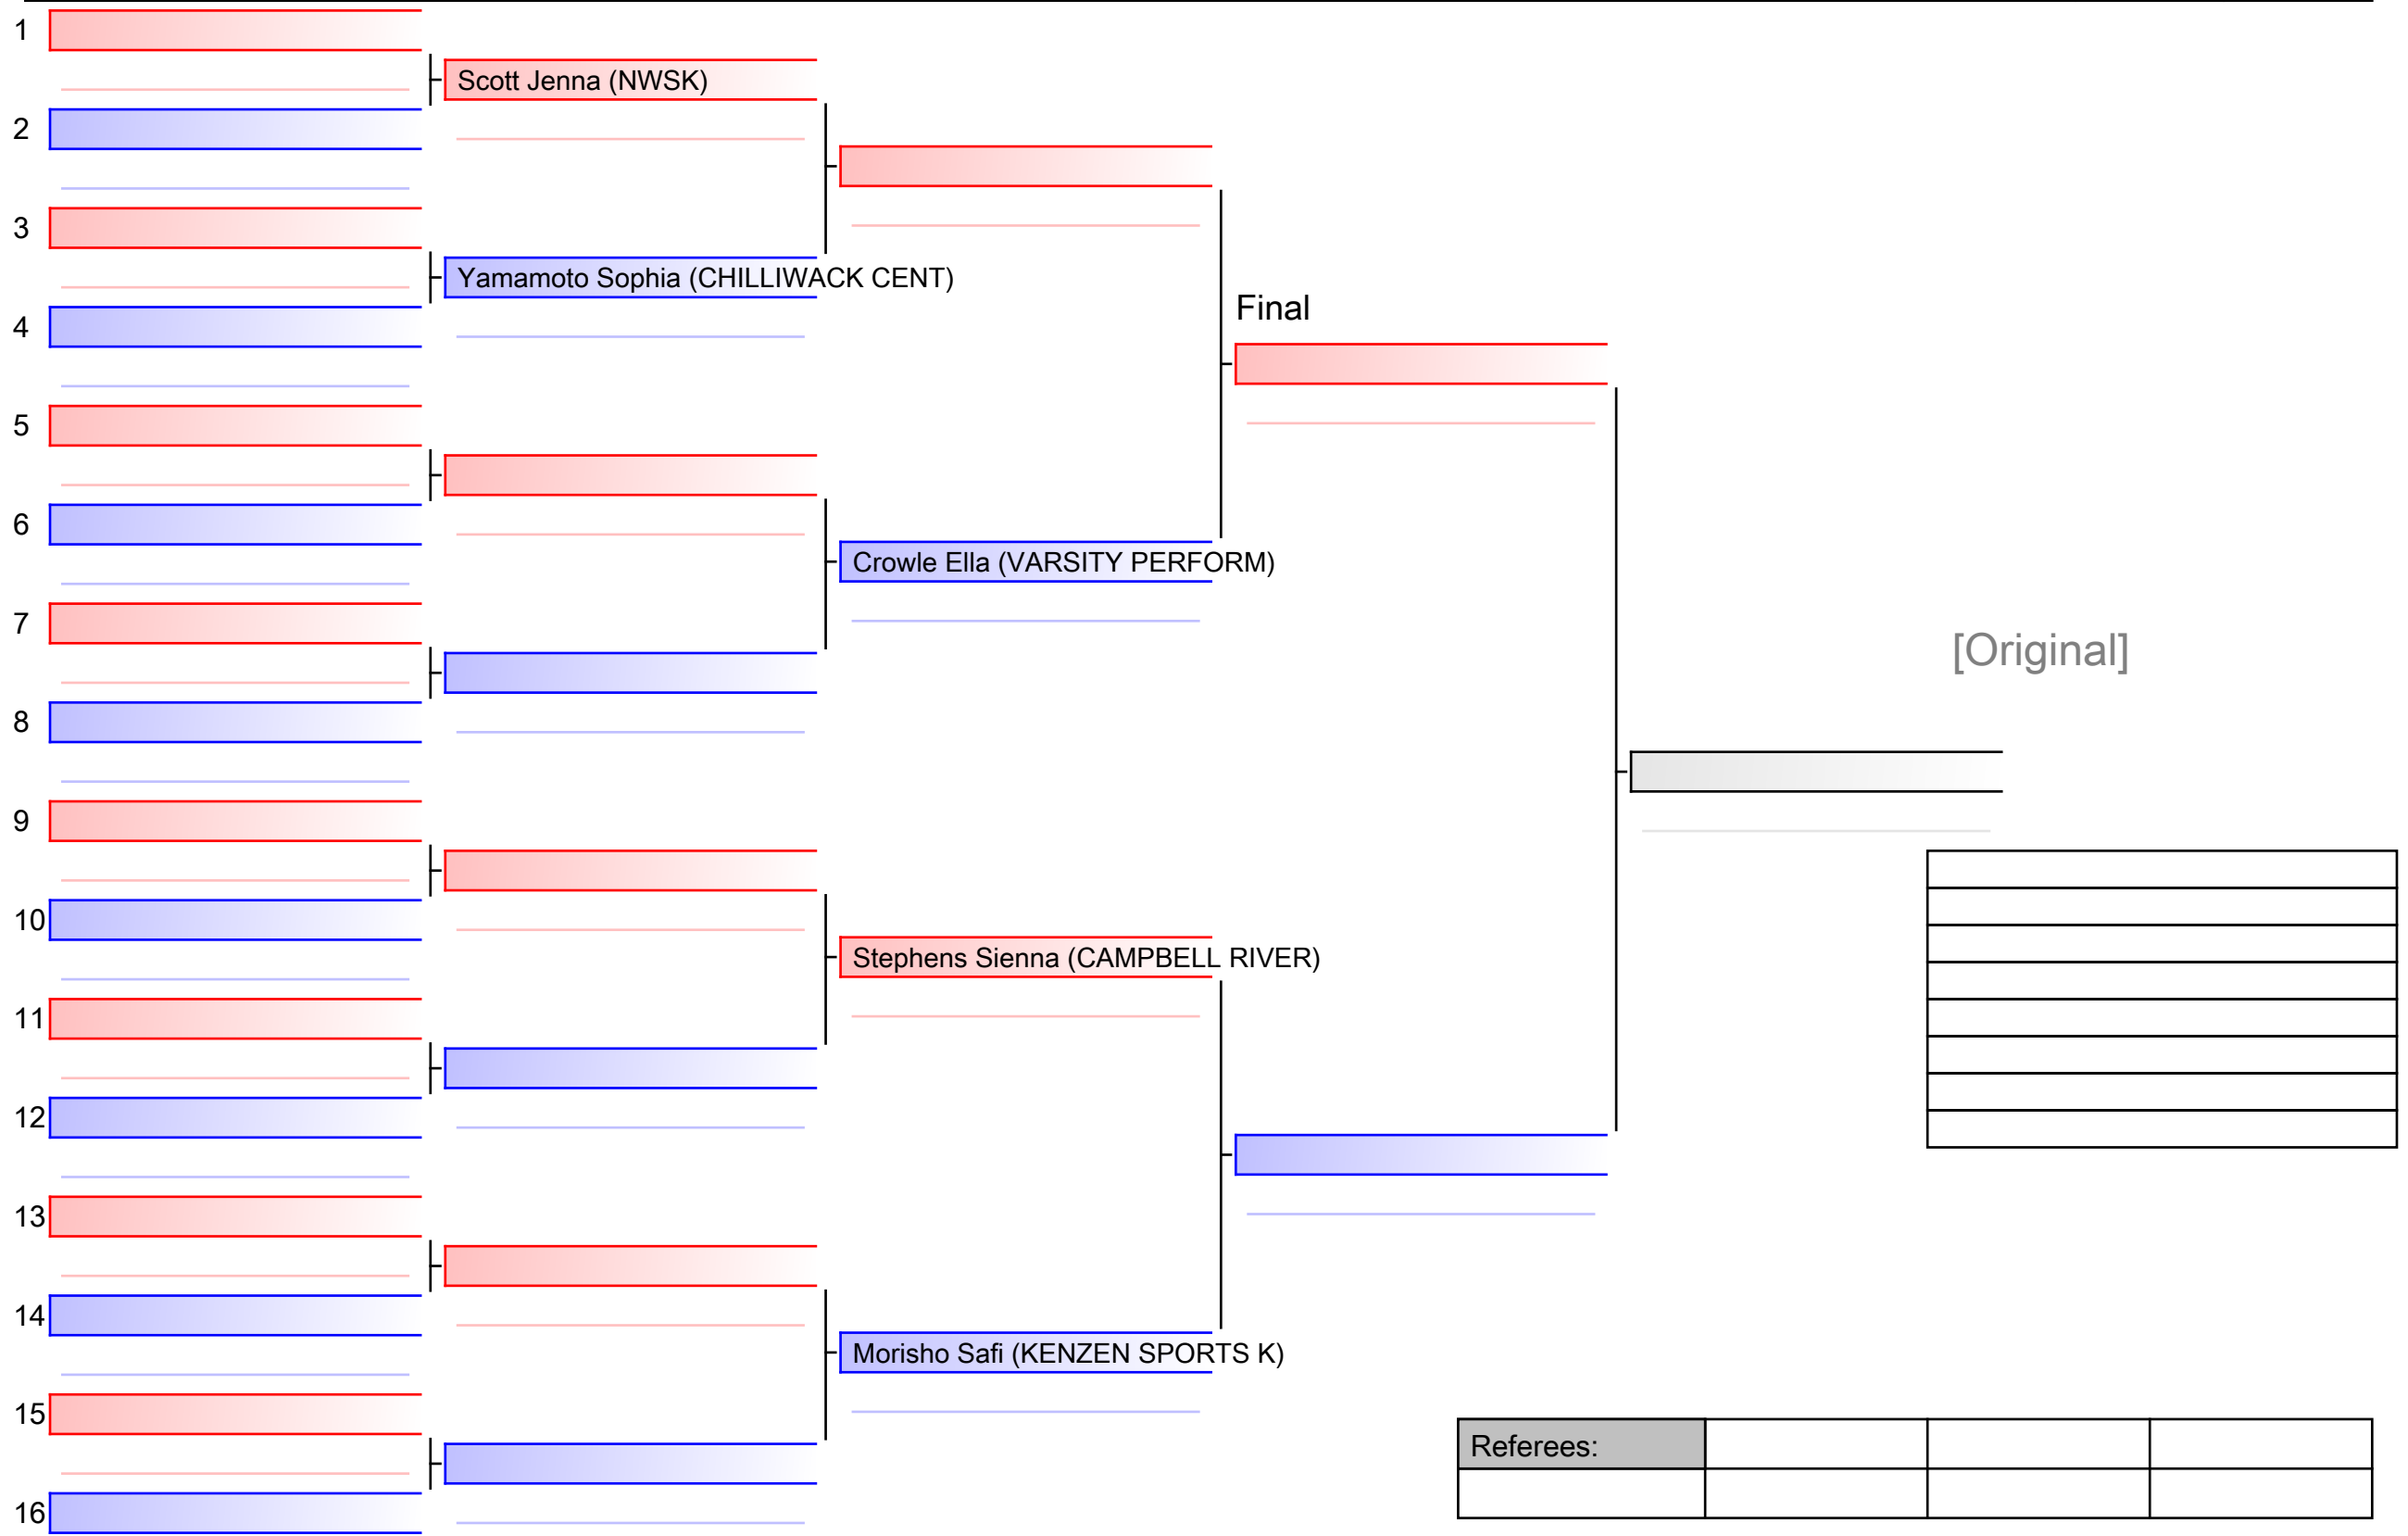 1
Scott Jenna (NWSK)
2
3
Yamamoto Sophia (CHILLIWACK CENT)
Final
4
5
6
Crowle Ella (VARSITY PERFORM)
7
[Original]
8
9
10
Stephens Sienna (CAMPBELL RIVER)
11
12
13
14
Morisho Safi (KENZEN SPORTS K)
15
Referees:
16